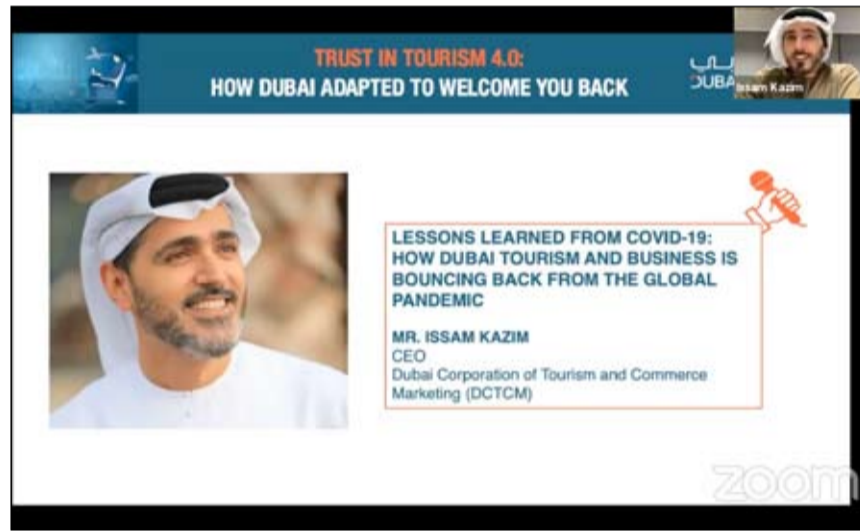 TRUST IN TOURISM 4.0:
HOW DUBAI ADAPTED TO WELCOME YOU BACK
Issam Kazim
LESSONS LEARNED FROM COVID-19:
HOW DUBAI TOURISM AND BUSINESS IS
BOUNCING BACK FROM THE GLOBAL
PANDEMIC
MR. ISSAM KAZIM
CEO
Dubai Corporation of Tourism and Commerce
Marketing (DCTCM)
zoom